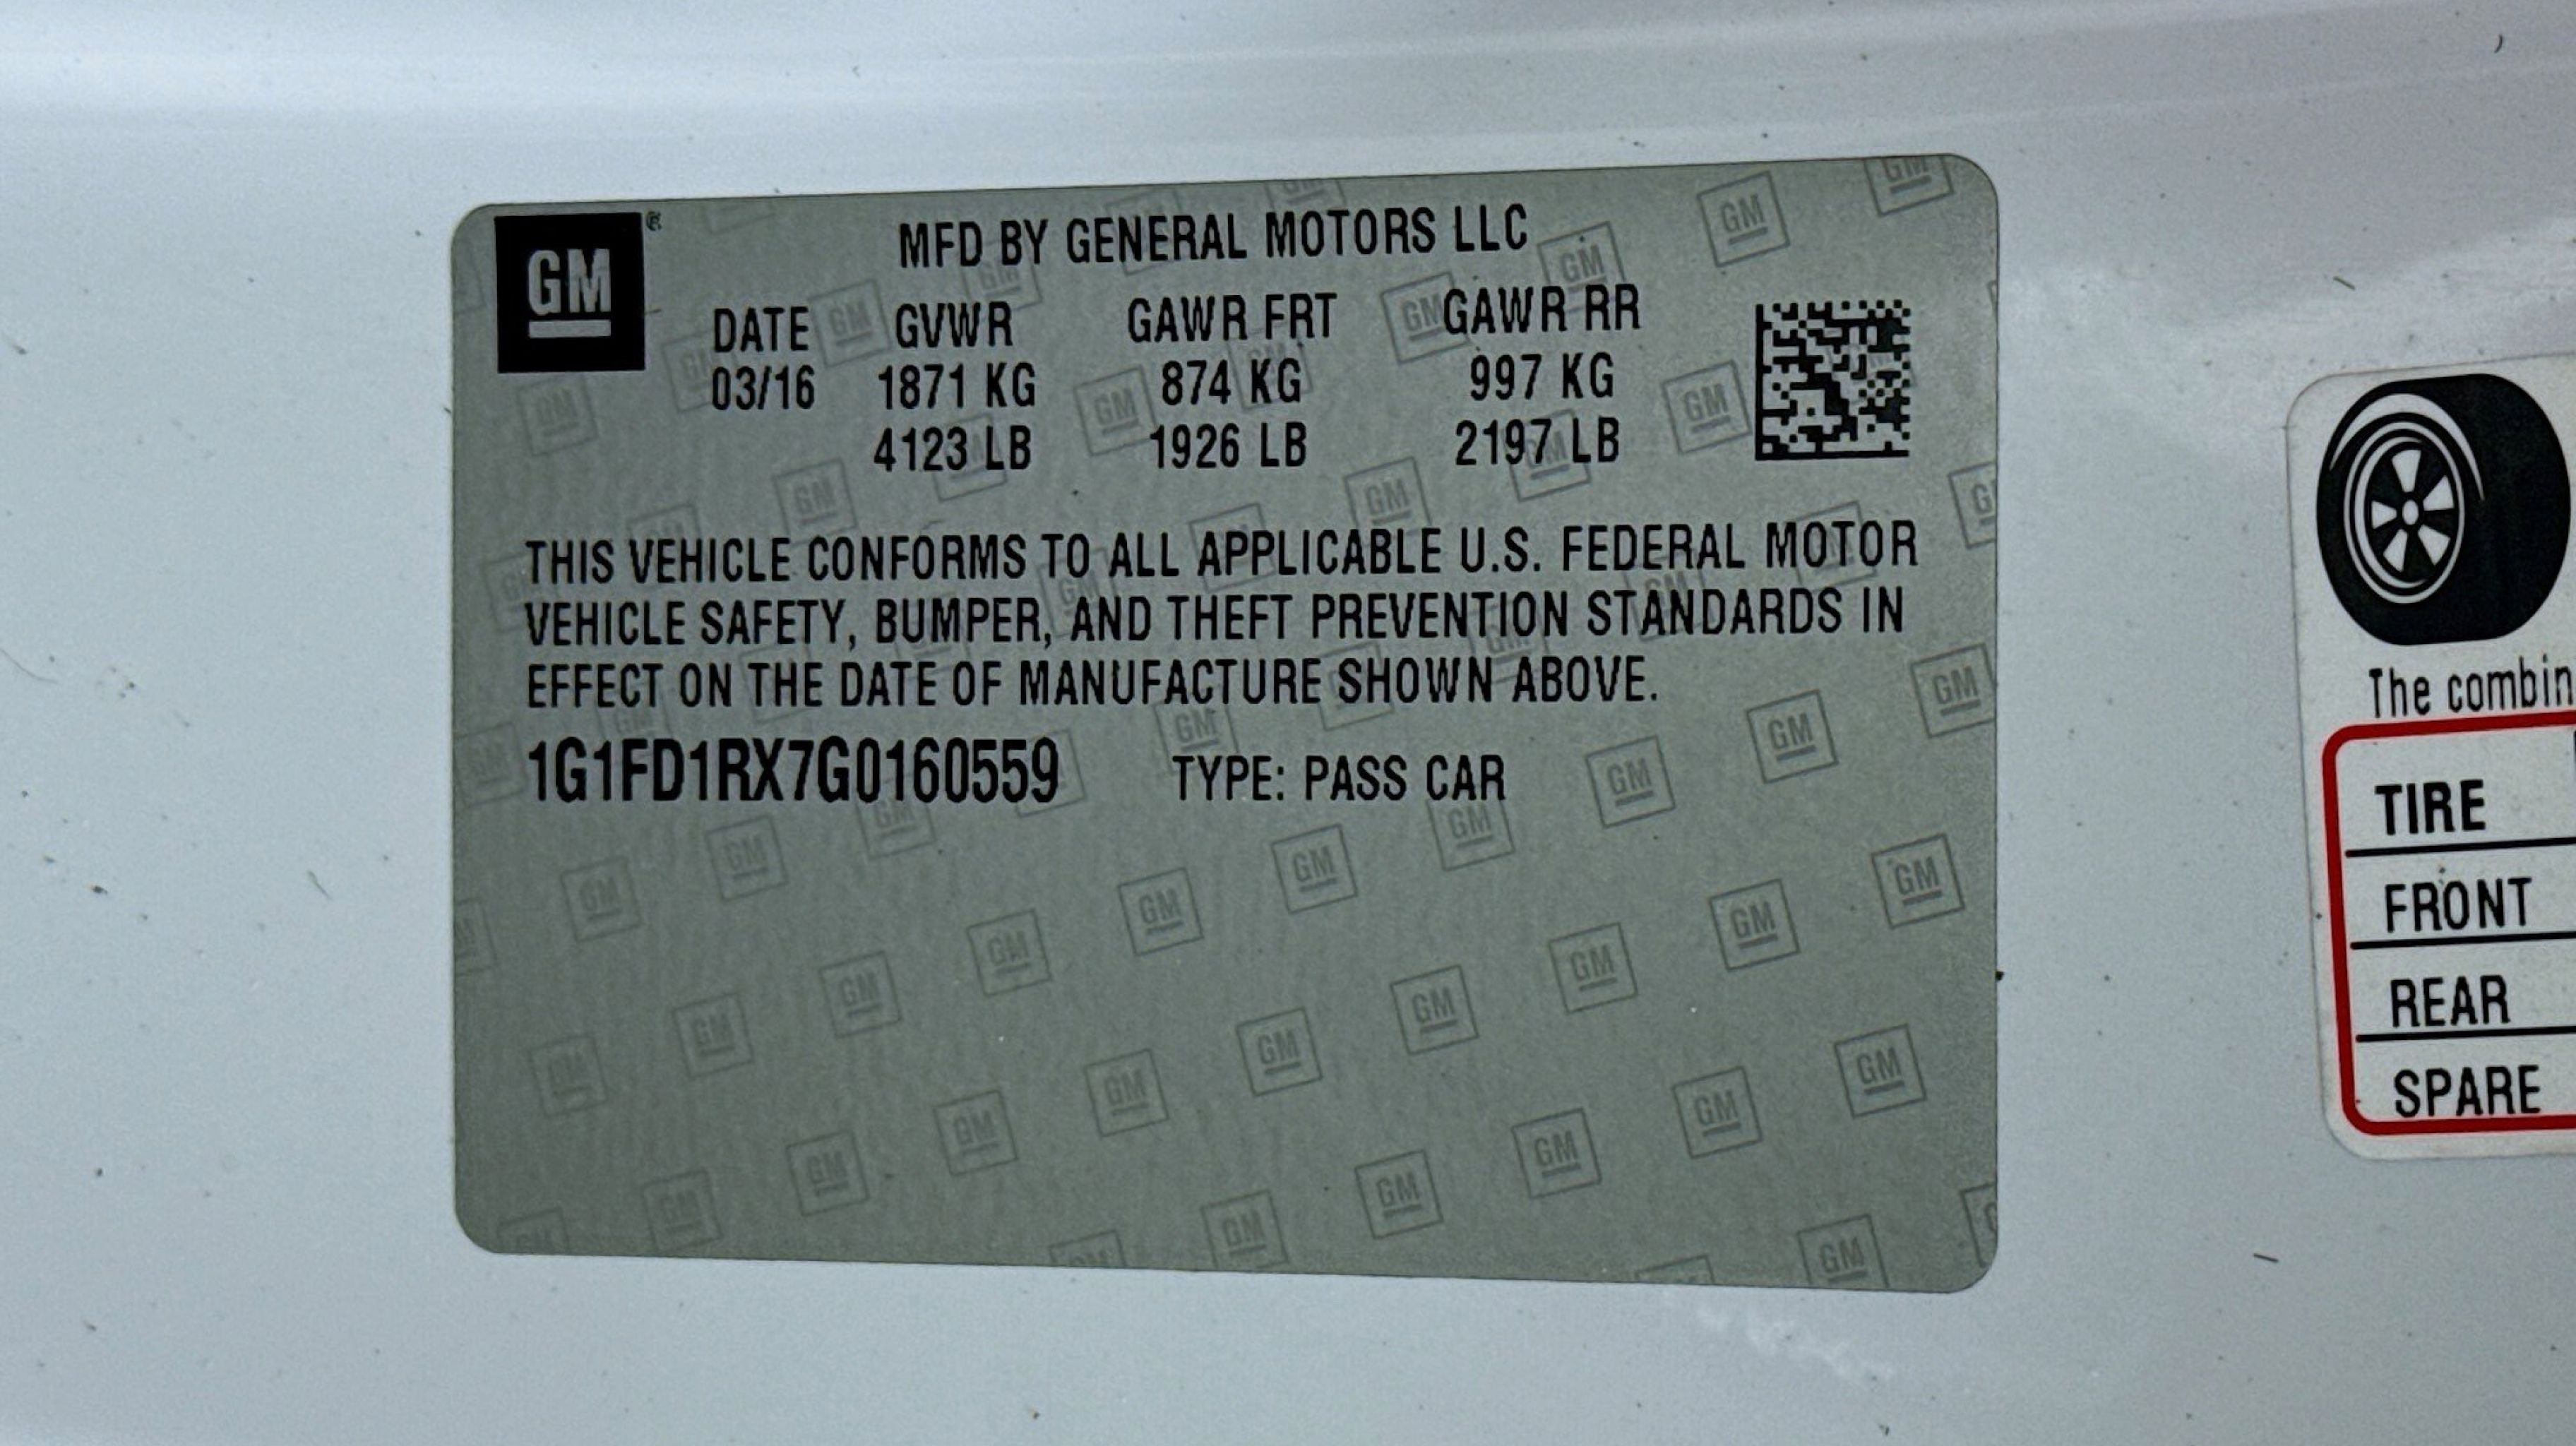 GM®
MFD BY GENERAL MOTORS LLC
DATE GVWR GAWR FRT GAWR RR
03/16 1871 KG 874 KG 997 KG
4123 LB 1926 LB 2197 LB
THIS VEHICLE CONFORMS TO ALL APPLICABLE U.S. FEDERAL MOTOR
VEHICLE SAFETY, BUMPER, AND THEFT PREVENTION STANDARDS IN
EFFECT ON THE DATE OF MANUFACTURE SHOWN ABOVE.
1G1FD1RX7G0160559 TYPE: PASS CAR
The combin
TIRE
FRONT
REAR
SPARE